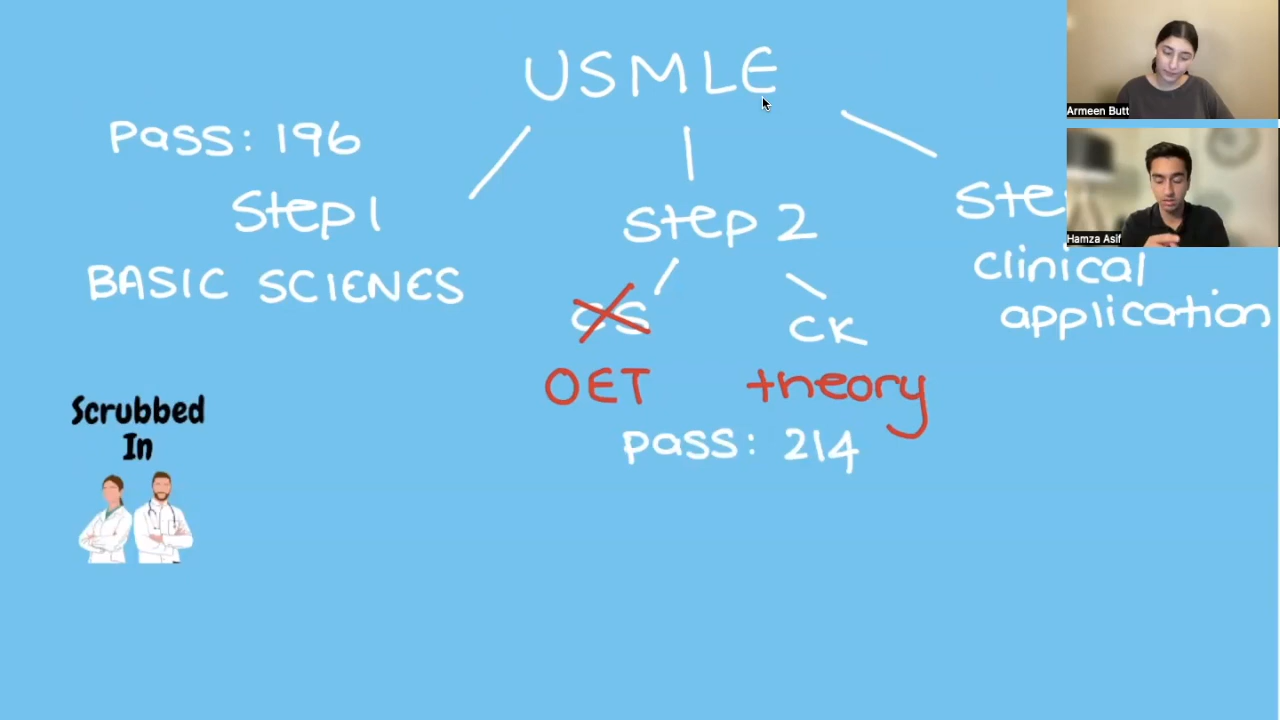 USMLE
Pass: 196
Step 1
BASIC SCIENES
Step 2
CS
CK
OET
theory
pass: 214
clinical
application
Scrubbed
In
Armeen Butt
Hamza Asif